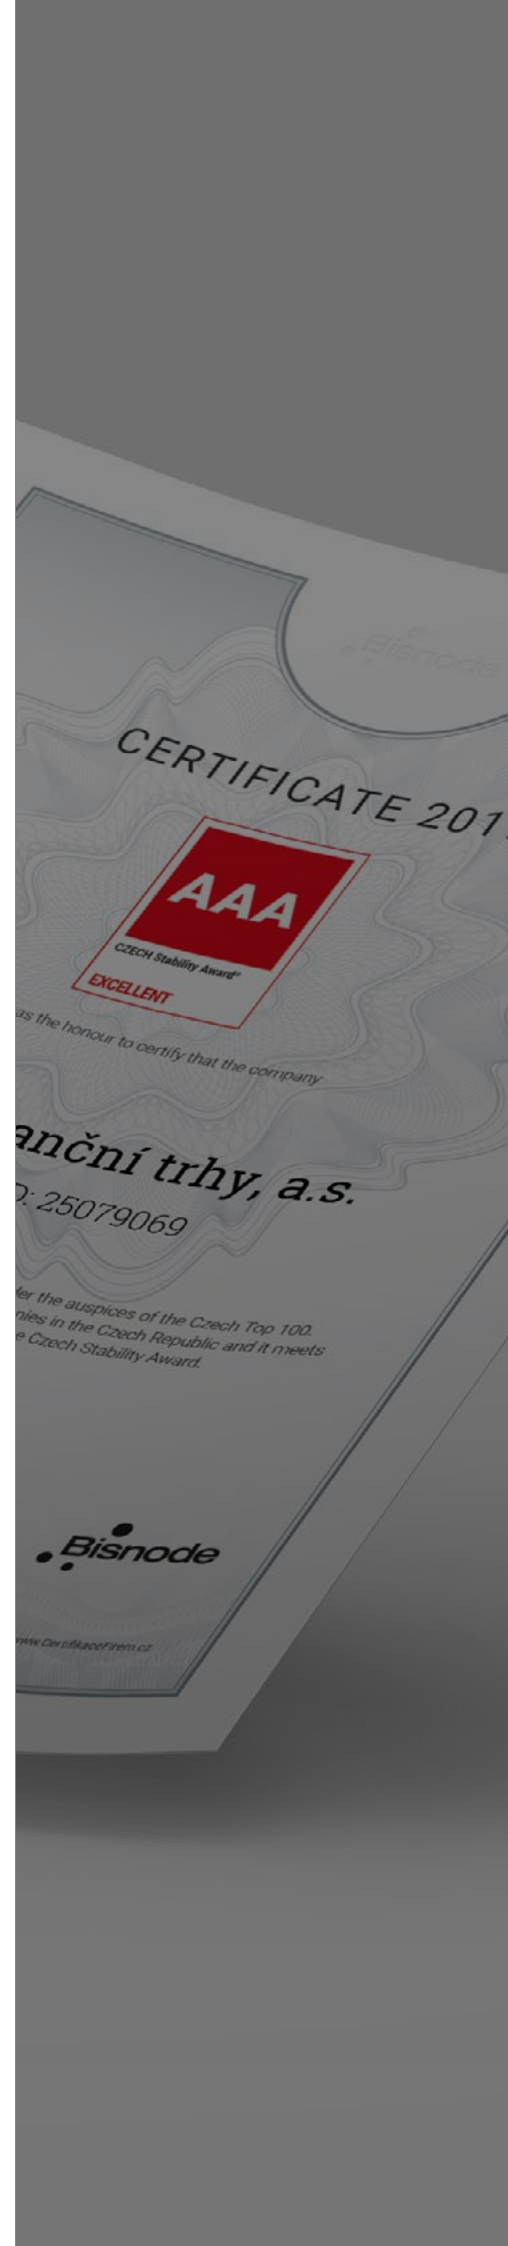 Bisnode
CERTIFICATE 201
AAA
CZECH Stability Award®
EXCELLENT
as the honour to certify that the company
anční trhy, a.s.
D: 25079069
der the auspices of the Czech Top 100.
nies in the Czech Republic and it meets
e Czech Stability Award.
Bisnode
www.CertifikaceFirem.cz